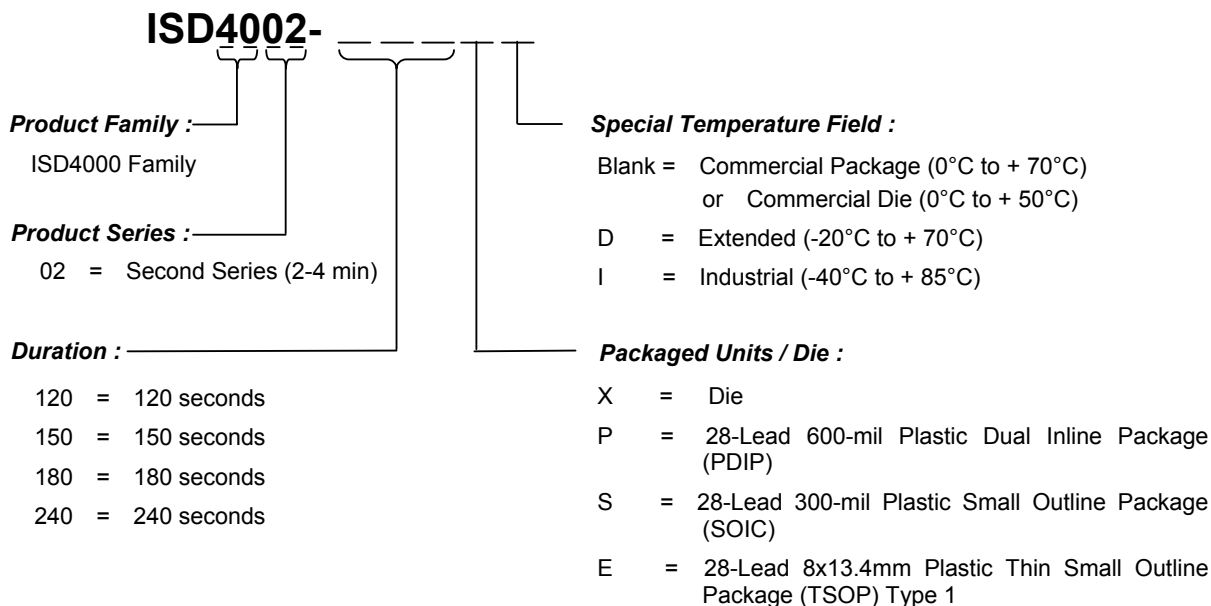 ISD4002- _ _ _ _ _
Product Family :
ISD4000 Family
Product Series :
02 = Second Series (2-4 min)
Duration :
120 = 120 seconds
150 = 150 seconds
180 = 180 seconds
240 = 240 seconds
Special Temperature Field :
Blank = Commercial Package (0°C to + 70°C)
or Commercial Die (0°C to + 50°C)
D = Extended (-20°C to + 70°C)
I = Industrial (-40°C to + 85°C)
Packaged Units / Die :
X = Die
P = 28-Lead 600-mil Plastic Dual Inline Package
(PDIP)
S = 28-Lead 300-mil Plastic Small Outline Package
(SOIC)
E = 28-Lead 8x13.4mm Plastic Thin Small Outline
Package (TSOP) Type 1